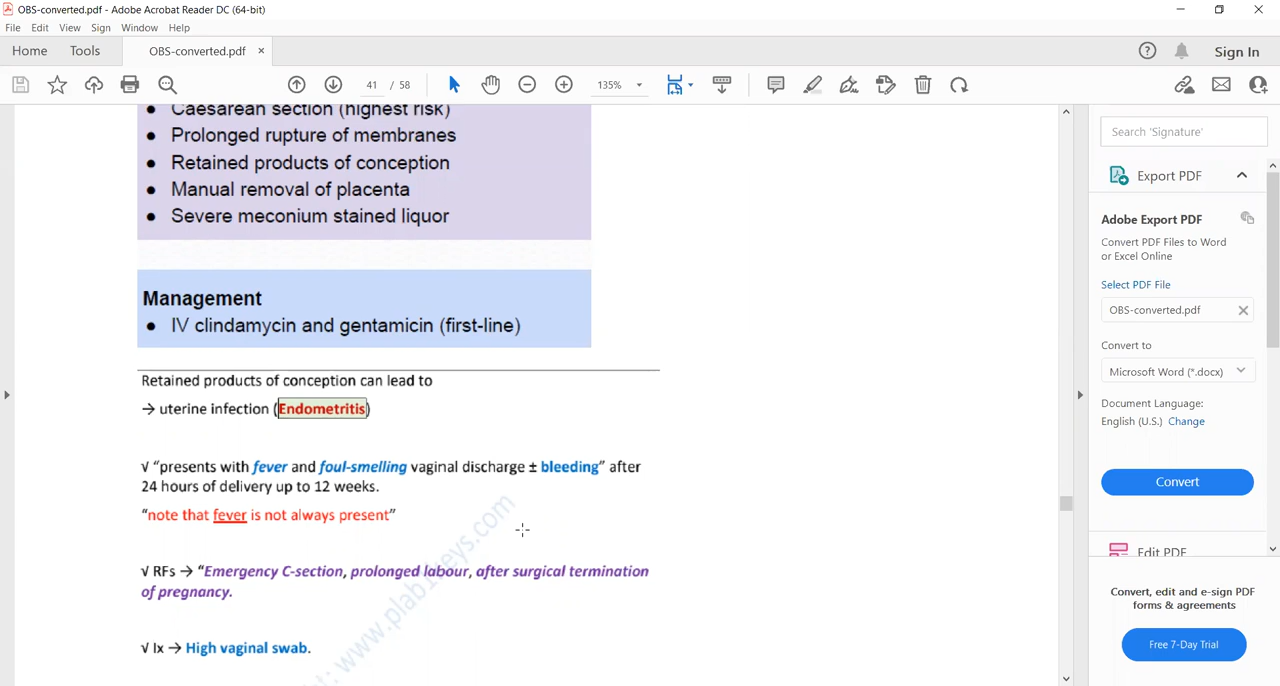 OBS-converted.pdf - Adobe Acrobat Reader DC (64-bit)
File Edit View Sign Window Help
Home Tools OBS-converted.pdf × Sign In
41 / 58 135%
Caesarean section (highest risk)
• Prolonged rupture of membranes
• Retained products of conception
• Manual removal of placenta
• Severe meconium stained liquor
Management
• IV clindamycin and gentamicin (first-line)
Retained products of conception can lead to
→ uterine infection (Endometritis)
√ “presents with fever and foul-smelling vaginal discharge ± bleeding” after
24 hours of delivery up to 12 weeks.
“note that fever is not always present”
√ RFs → “Emergency C-section, prolonged labour, after surgical termination
of pregnancy.
√ Ix → High vaginal swab.
www.plabkeys.com
Search 'Signature'
Export PDF
Adobe Export PDF
Convert PDF Files to Word
or Excel Online
Select PDF File
OBS-converted.pdf
Convert to
Microsoft Word (*.docx)
Document Language:
English (U.S.) Change
Convert
Edit PDF
Convert, edit and e-sign PDF
forms & agreements
Free 7-Day Trial